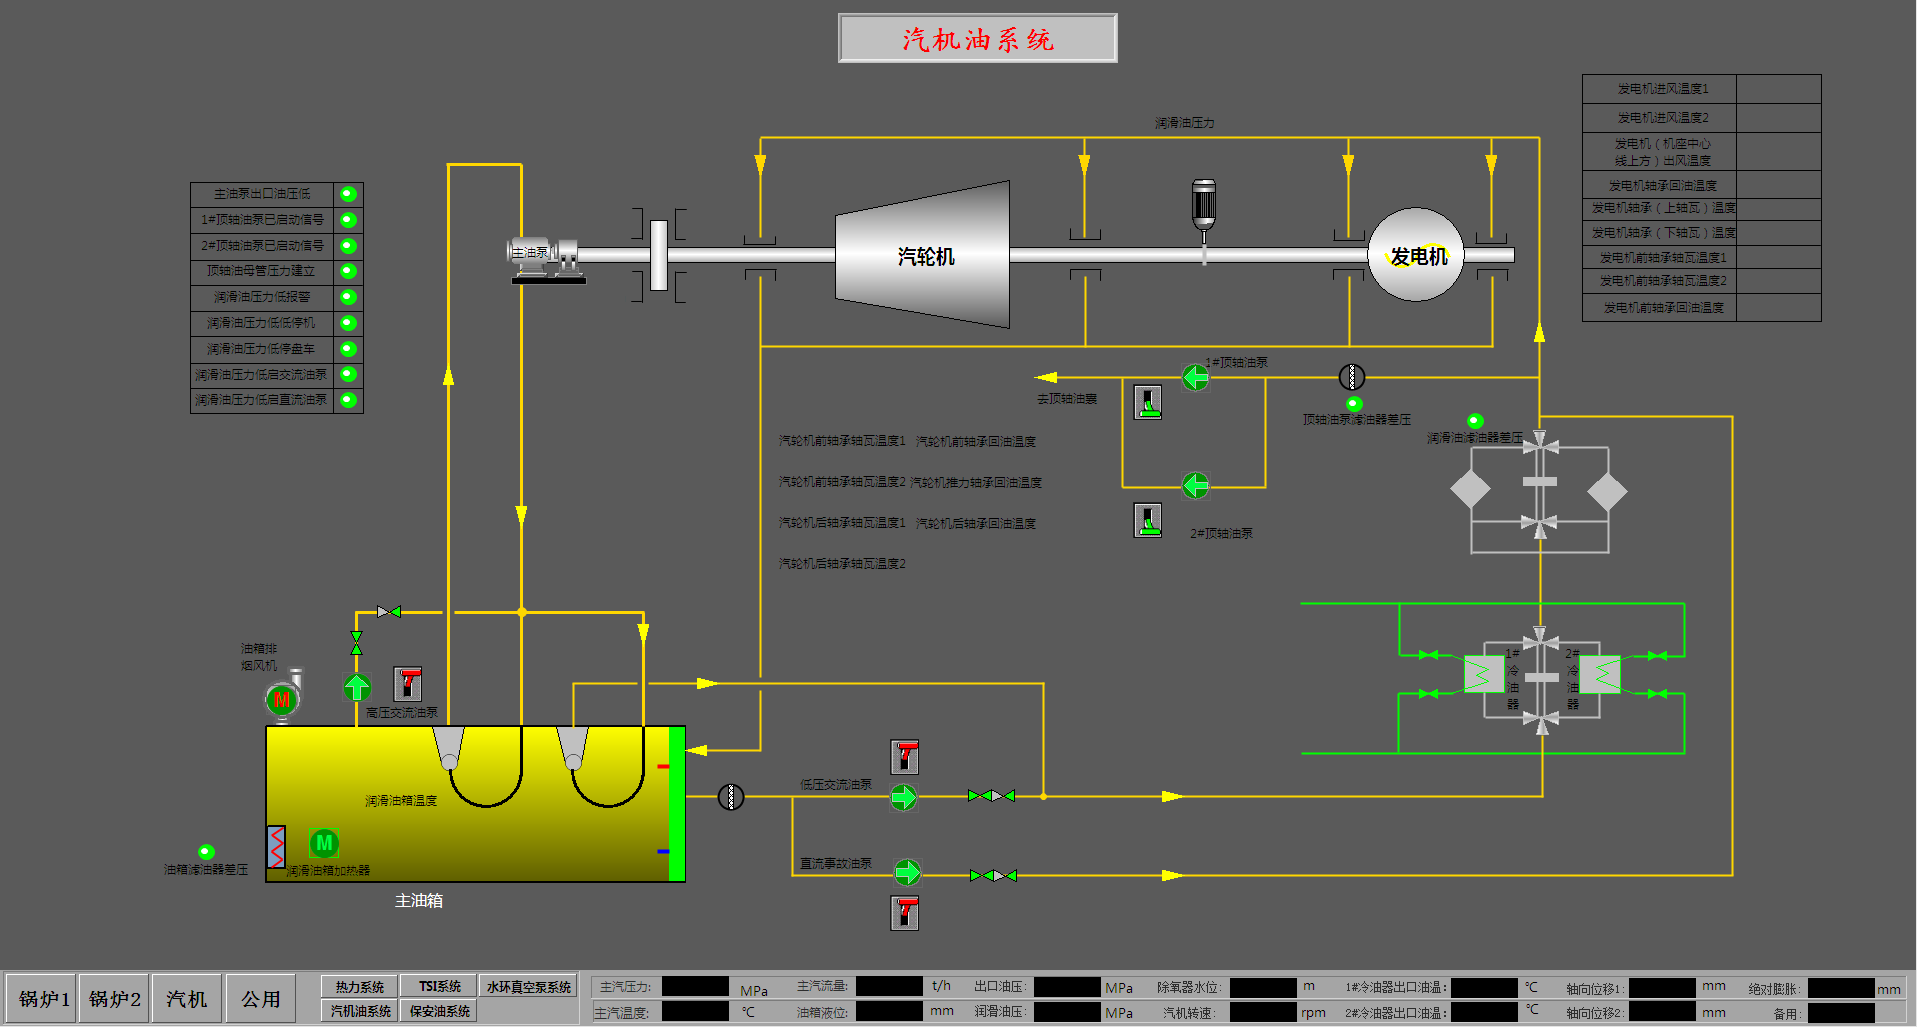 汽机油系统
润滑油压力
发电机进风温度1
发电机进风温度2
发电机（机座中心
线上方）出风温度
发电机轴承回油温度
发电机轴承（上轴瓦）温度
发电机轴承（下轴瓦）温度
发电机前轴承轴瓦温度1
发电机前轴承轴瓦温度2
发电机前轴承回油温度
主油泵出口油压低
1#顶轴油泵已启动信号
2#顶轴油泵已启动信号
顶轴油母管压力建立
润滑油压力低报警
润滑油压力低低停机
润滑油压力低停盘车
润滑油压力低启交流油泵
润滑油压力低启直流油泵
主油泵
汽轮机
发电机
1#顶轴油泵
去顶轴油囊
顶轴油泵滤油器差压
润滑油滤油器差压
汽轮机前轴承轴瓦温度1 汽轮机前轴承回油温度
汽轮机前轴承轴瓦温度2 汽轮机推力轴承回油温度
汽轮机后轴承轴瓦温度1 汽轮机后轴承回油温度
汽轮机后轴承轴瓦温度2
2#顶轴油泵
油箱排
烟风机
M
高压交流油泵
1#
冷
油
器
2#
冷
油
器
润滑油箱温度
低压交流油泵
直流事故油泵
M
油箱滤油器差压
润滑油箱加热器
主油箱
锅炉1 锅炉2 汽机 公用
热力系统 TSI系统 水环真空泵系统
汽机油系统 保安油系统
主汽压力: MPa 主汽流量: t/h 出口油压: MPa 除氧器水位: m 1#冷油器出口油温: ℃ 轴向位移1: mm 绝对膨胀: mm
主汽温度: ℃ 油箱液位: mm 润滑油压: MPa 汽机转速: rpm 2#冷油器出口油温: ℃ 轴向位移2: mm 备用: